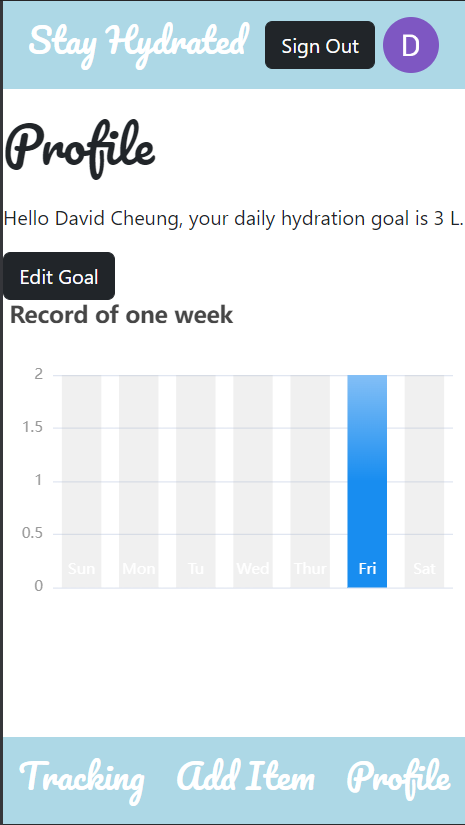 Stay Hydrated
Sign Out
D
Profile
Hello David Cheung, your daily hydration goal is 3 L.
Edit Goal
Record of one week
2
1.5
1
0.5
0
Sun Mon Tu Wed Thur Fri Sat
Tracking Add Item Profile